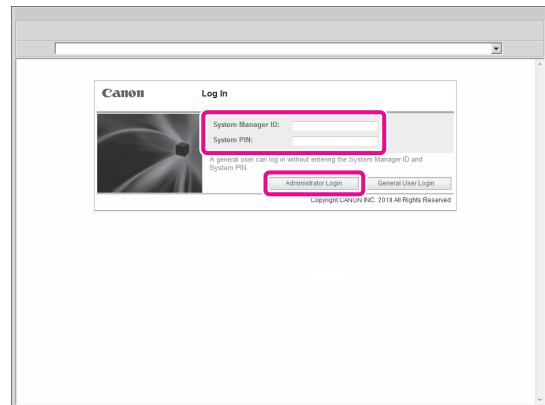 Canon
Log In
System Manager ID:
System PIN:
A general user can log in without entering the System Manager ID and
System PIN.
Administrator Login
General User Login
Copyright CANON INC. 2018 All Rights Reserved